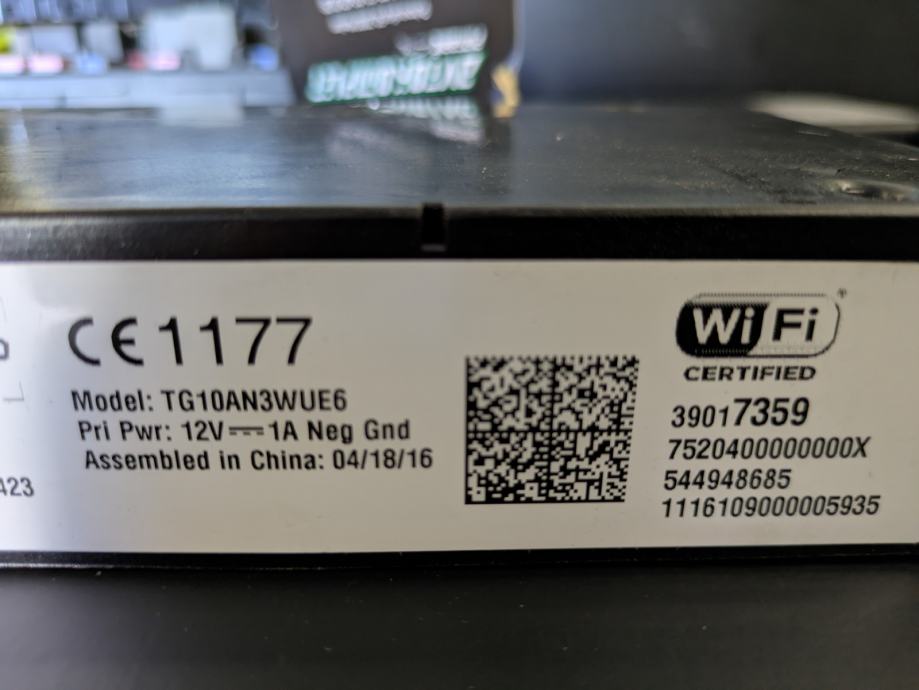 CE 1177
Model: TG10AN3WUE6
Pri Pwr: 12V⎓1A Neg Gnd
Assembled in China: 04/18/16
423
WiFi®
CERTIFIED
39017359
7520400000000X
544948685
1116109000005935